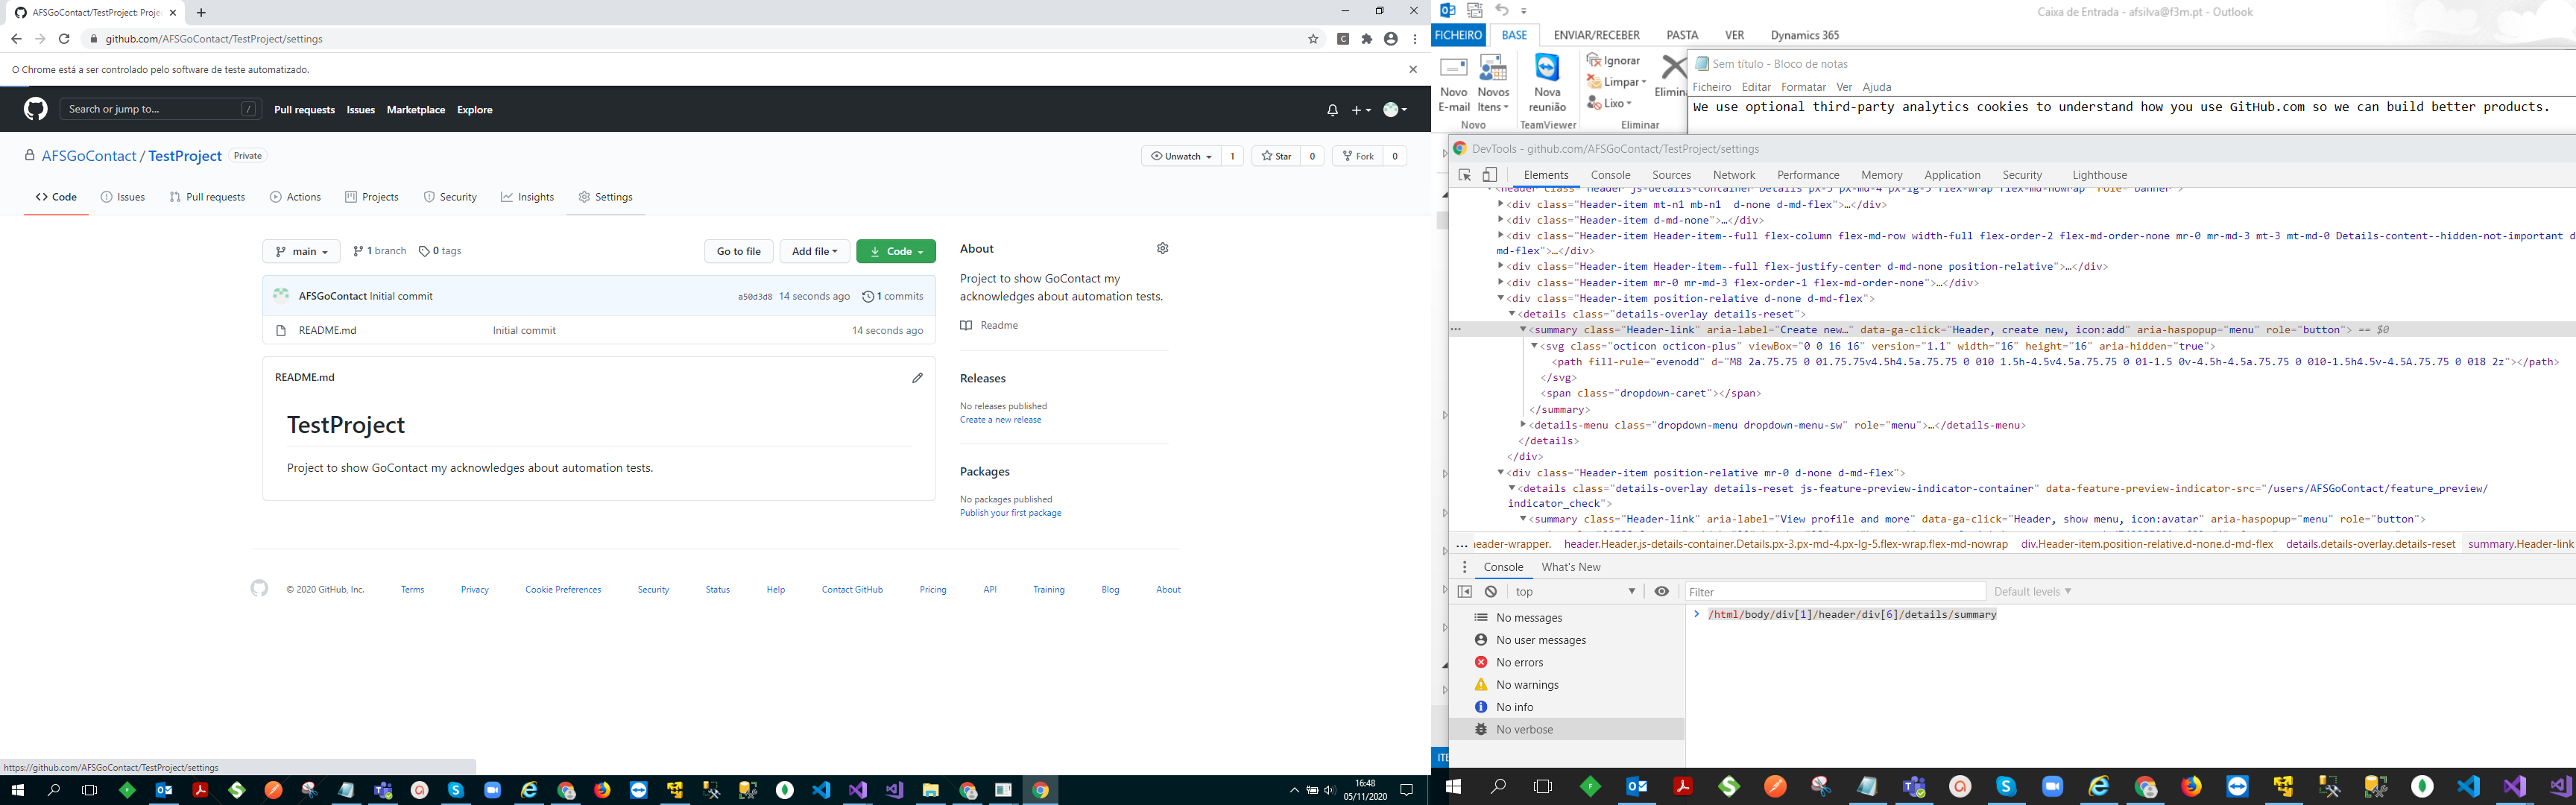 AFSGoContact/TestProject: Proje
github.com/AFSGoContact/TestProject/settings
O Chrome está a ser controlado pelo software de teste automatizado.
Search or jump to...
/
Pull requests
Issues
Marketplace
Explore
AFSGoContact / TestProject
Private
Unwatch
1
Star
0
Fork
0
Code
Issues
Pull requests
Actions
Projects
Security
Insights
Settings
main
1 branch
0 tags
Go to file
Add file
Code
AFSGoContact Initial commit
a50d3d8 14 seconds ago
1 commits
README.md
Initial commit
14 seconds ago
README.md
TestProject
Project to show GoContact my acknowledges about automation tests.
About
Project to show GoContact my
acknowledges about automation tests.
Readme
Releases
No releases published
Create a new release
Packages
No packages published
Publish your first package
© 2020 GitHub, Inc.
Terms
Privacy
Cookie Preferences
Security
Status
Help
Contact GitHub
Pricing
API
Training
Blog
About
https://github.com/AFSGoContact/TestProject/settings
16:48
05/11/2020
Caixa de Entrada - afsilva@f3m.pt - Outlook
FICHEIRO
BASE
ENVIAR/RECEBER
PASTA
VER
Dynamics 365
Novo
E-mail
Novos
Itens
Novo
Nova
reunião
TeamViewer
Ignorar
Limpar
Lixo
Elimina
Eliminar
Sem título - Bloco de notas
Ficheiro Editar Formatar Ver Ajuda
We use optional third-party analytics cookies to understand how you use GitHub.com so we can build better products.
DevTools - github.com/AFSGoContact/TestProject/settings
Elements
Console
Sources
Network
Performance
Memory
Application
Security
Lighthouse
<header class="Header js-details-container Details px-3 px-md-4 px-lg-5 flex-wrap flex-md-nowrap" role="banner">
<div class="Header-item mt-n1 mb-n1  d-none d-md-flex">…</div>
<div class="Header-item d-md-none">…</div>
<div class="Header-item Header-item--full flex-column flex-md-row width-full flex-order-2 flex-md-order-none mr-0 mr-md-3 mt-3 mt-md-0 Details-content--hidden-not-important d
md-flex">…</div>
<div class="Header-item Header-item--full flex-justify-center d-md-none position-relative">…</div>
<div class="Header-item mr-0 mr-md-3 flex-order-1 flex-md-order-none">…</div>
<div class="Header-item position-relative d-none d-md-flex">
<details class="details-overlay details-reset">
<summary class="Header-link" aria-label="Create new…" data-ga-click="Header, create new, icon:add" aria-haspopup="menu" role="button"> == $0
<svg class="octicon octicon-plus" viewBox="0 0 16 16" version="1.1" width="16" height="16" aria-hidden="true">
<path fill-rule="evenodd" d="M8 2a.75.75 0 01.75.75v4.5h4.5a.75.75 0 010 1.5h-4.5v4.5a.75.75 0 01-1.5 0v-4.5h-4.5a.75.75 0 010-1.5h4.5v-4.5A.75.75 0 018 2z"></path>
</svg>
<span class="dropdown-caret"></span>
</summary>
<details-menu class="dropdown-menu dropdown-menu-sw" role="menu">…</details-menu>
</details>
</div>
<div class="Header-item position-relative mr-0 d-none d-md-flex">
<details class="details-overlay details-reset js-feature-preview-indicator-container" data-feature-preview-indicator-src="/users/AFSGoContact/feature_preview/
indicator_check">
<summary class="Header-link" aria-label="View profile and more" data-ga-click="Header, show menu, icon:avatar" aria-haspopup="menu" role="button">
... header-wrapper. header.Header.js-details-container.Details.px-3.px-md-4.px-lg-5.flex-wrap.flex-md-nowrap div.Header-item.position-relative.d-none.d-md-flex details.details-overlay.details-reset summary.Header-link
Console
What's New
top
Filter
Default levels
No messages
No user messages
No errors
No warnings
No info
No verbose
/html/body/div[1]/header/div[6]/details/summary
ITE